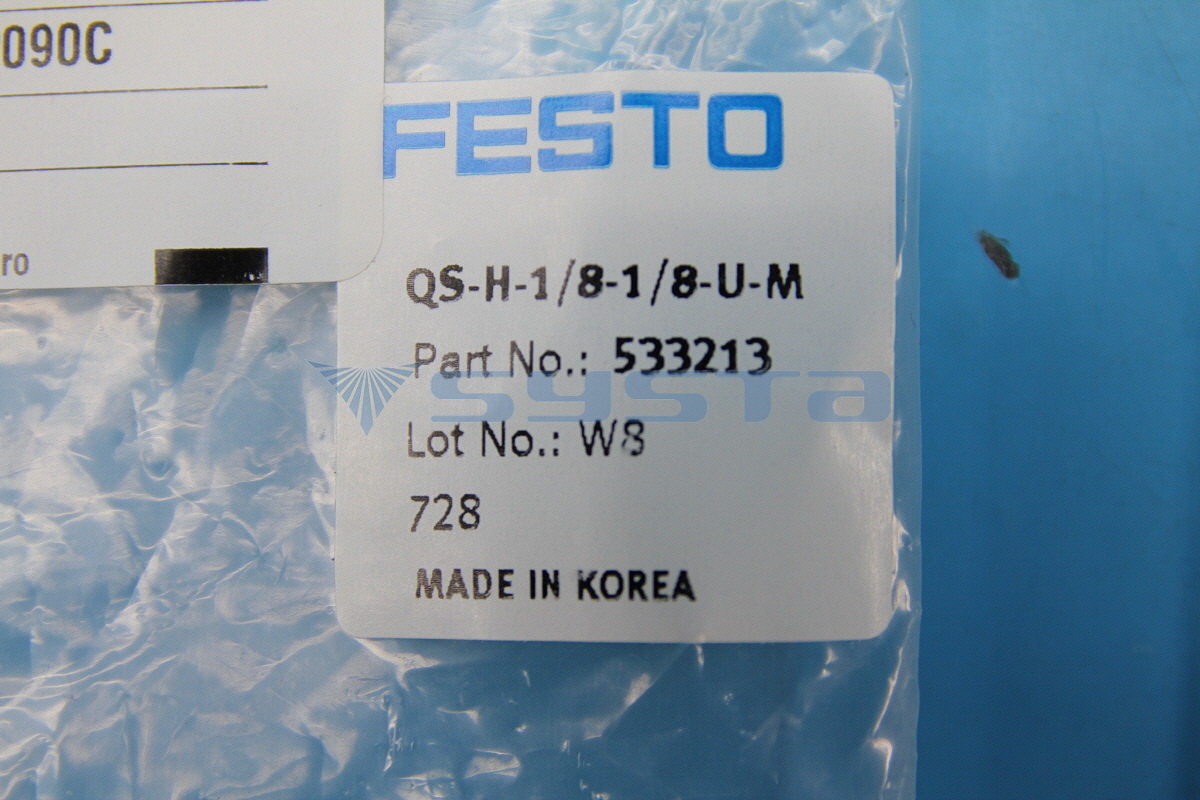 090C
ro
FESTO
QS-H-1/8-1/8-U-M
Part No.: 533213
systa
Lot No.: W8
728
MADE IN KOREA